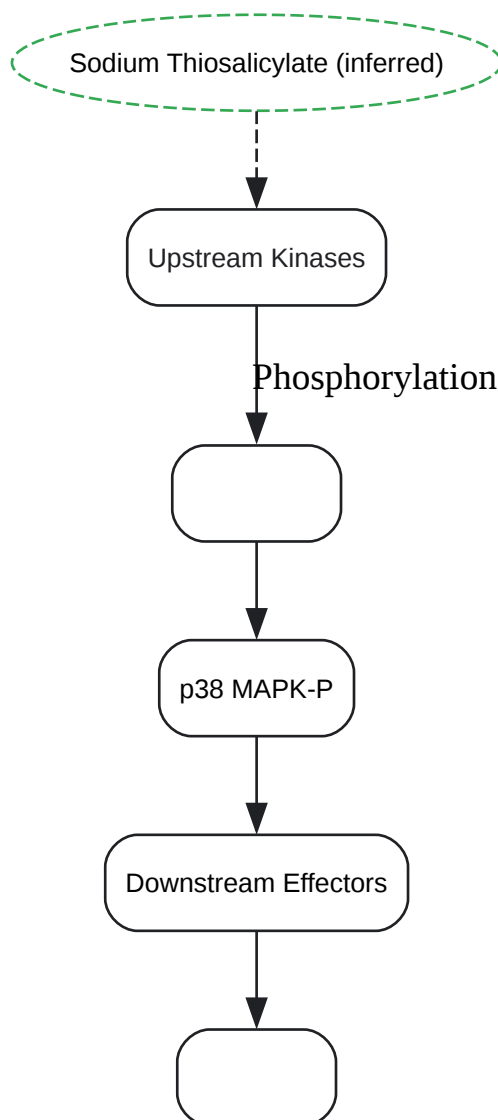 Sodium Thiosalicylate (inferred)
Upstream Kinases
Phosphorylation
p38 MAPK-P
Downstream Effectors